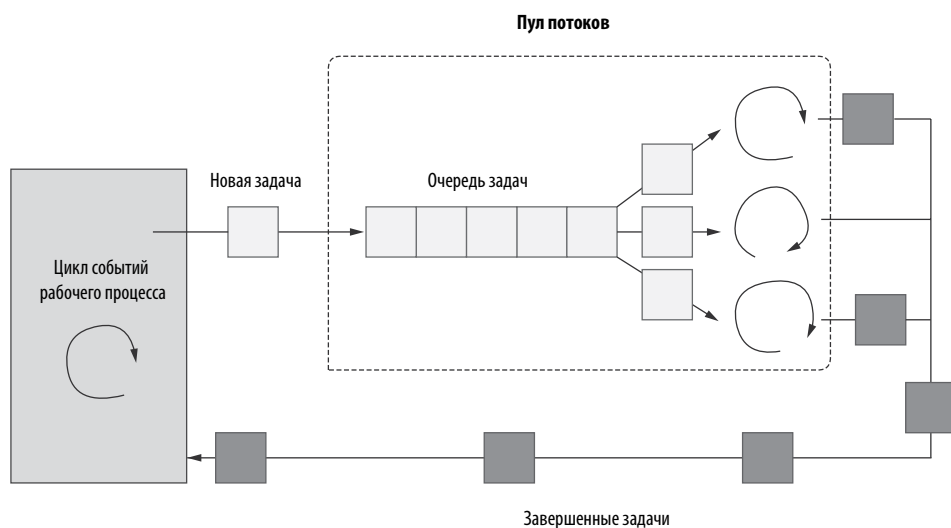 Пул потоков
Новая задача
Очередь задач
Цикл событий
рабочего процесса
Завершенные задачи